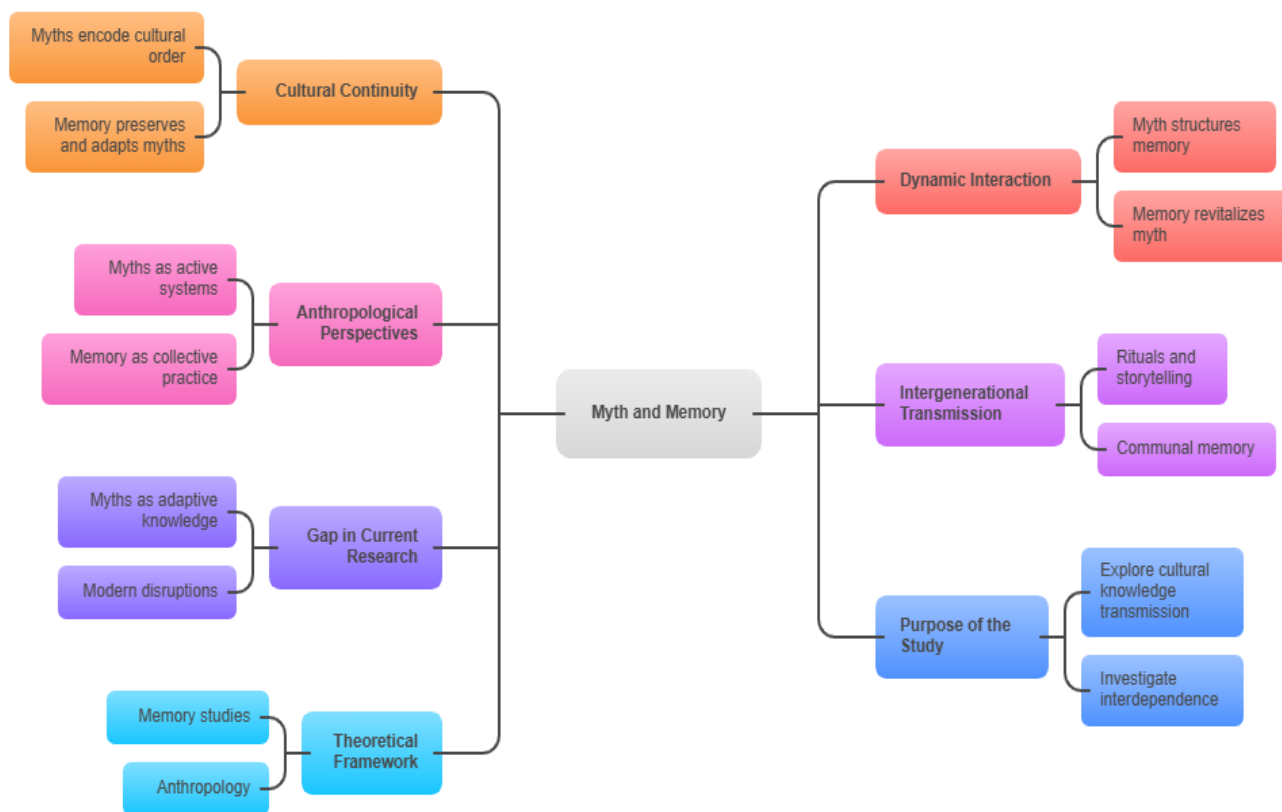 Myth and Memory
Cultural Continuity
Myths encode cultural
order
Memory preserves
and adapts myths
Anthropological
Perspectives
Myths as active
systems
Memory as collective
practice
Gap in Current
Research
Myths as adaptive
knowledge
Modern disruptions
Theoretical
Framework
Memory studies
Anthropology
Dynamic Interaction
Myth structures
memory
Memory revitalizes
myth
Intergenerational
Transmission
Rituals and
storytelling
Communal memory
Purpose of the
Study
Explore cultural
knowledge
transmission
Investigate
interdependence